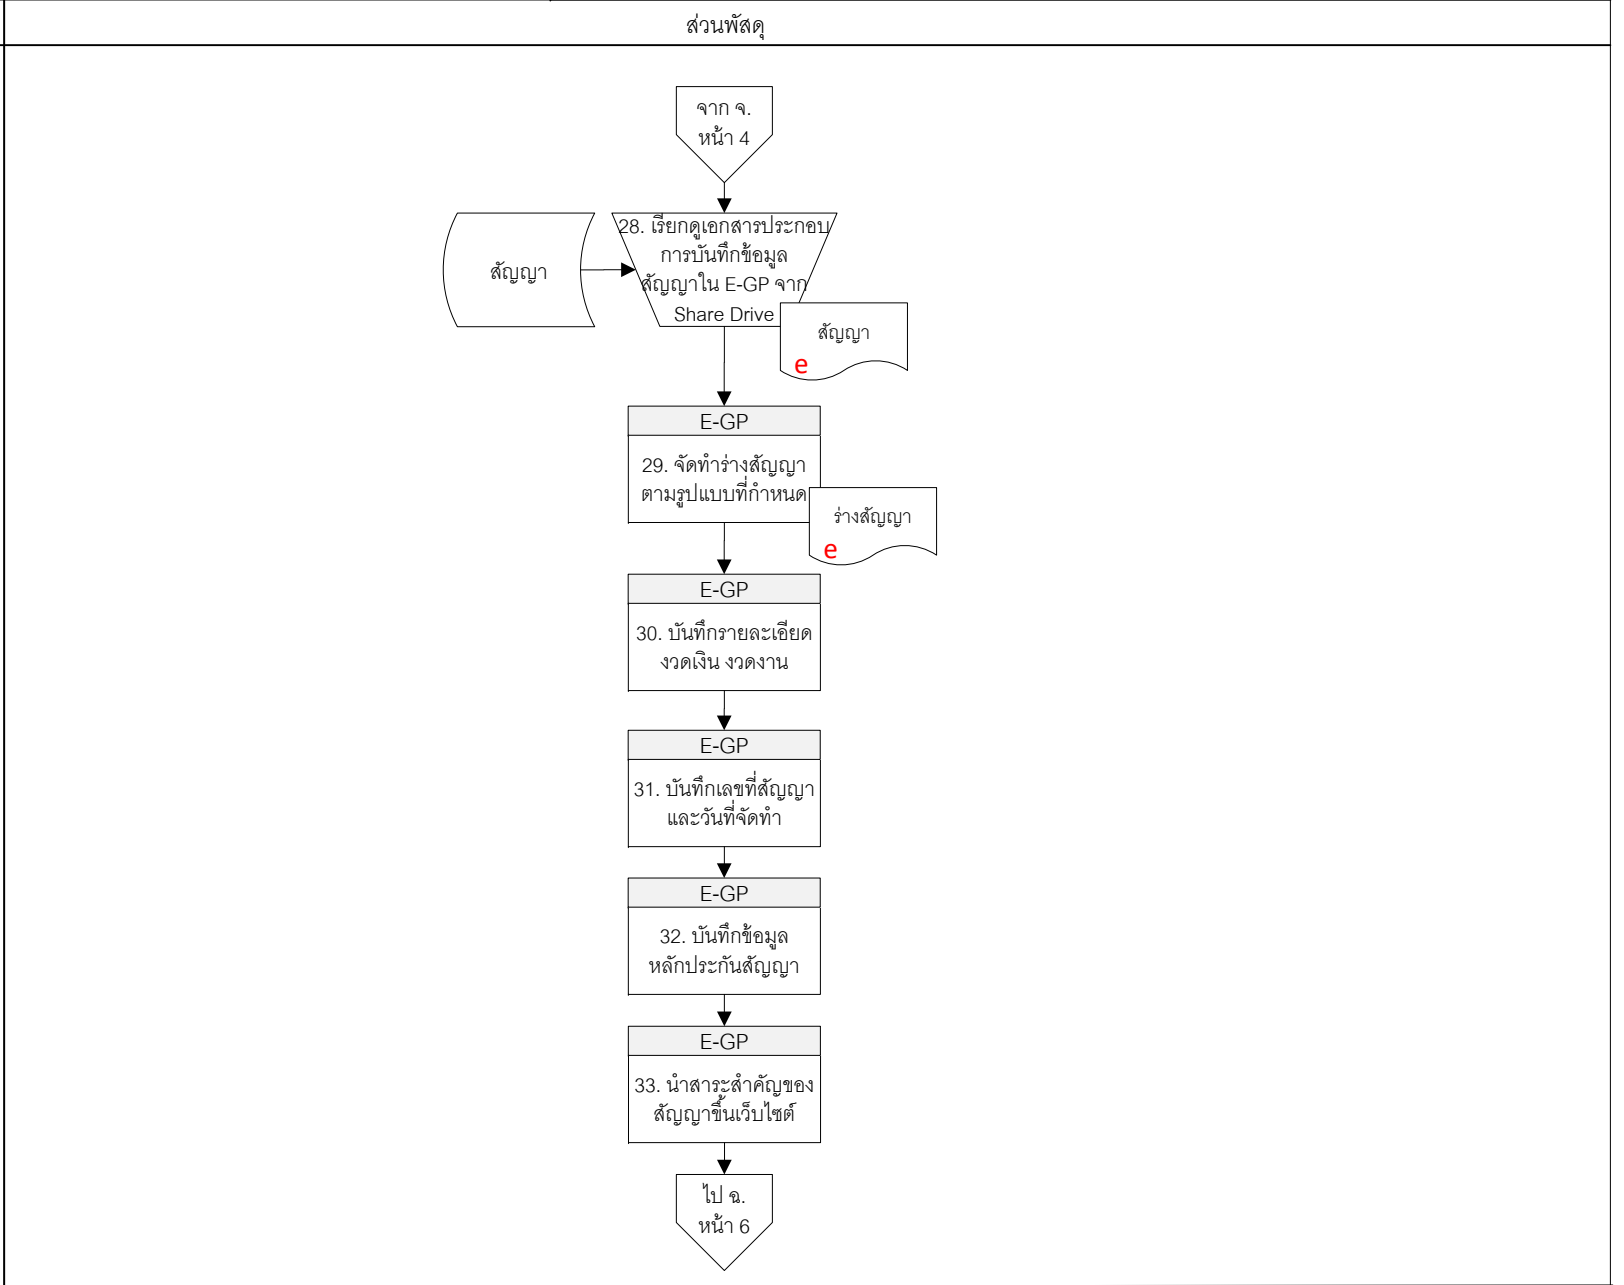 ส่วนพัสดุ
จาก จ.
หน้า 4
สัญญา
28. เรียกดูเอกสารประกอบ
การบันทึกข้อมูล
สัญญาใน E-GP จาก
Share Drive
สัญญา
e
E-GP
29. จัดทำร่างสัญญา
ตามรูปแบบที่กำหนด
ร่างสัญญา
e
E-GP
30. บันทึกรายละเอียด
งวดเงิน งวดงาน
E-GP
31. บันทึกเลขที่สัญญา
และวันที่จัดทำ
E-GP
32. บันทึกข้อมูล
หลักประกันสัญญา
E-GP
33. นำสาระสำคัญของ
สัญญาขึ้นเว็บไซต์
ไป ฉ.
หน้า 6